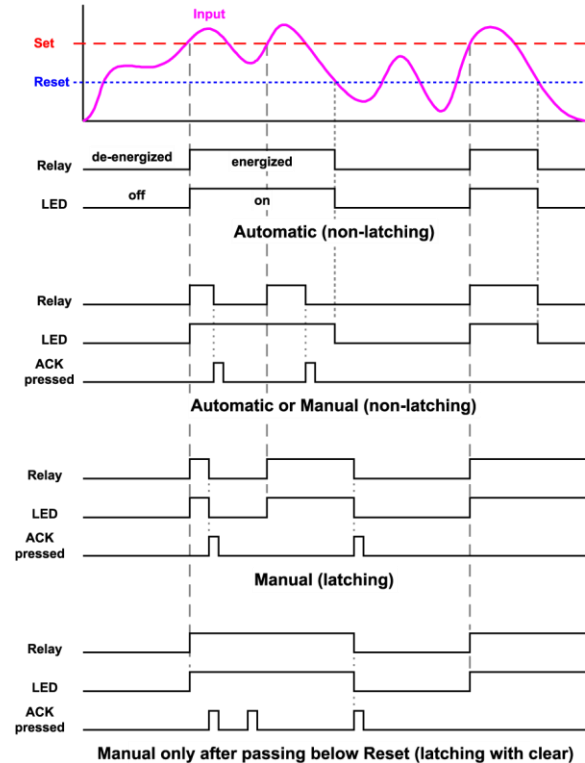 Input
Set
Reset
de-energized energized
Relay
off on
LED
Automatic (non-latching)
Relay
LED
ACK
pressed
Automatic or Manual (non-latching)
Relay
LED
ACK
pressed
Manual (latching)
Relay
LED
ACK
pressed
Manual only after passing below Reset (latching with clear)